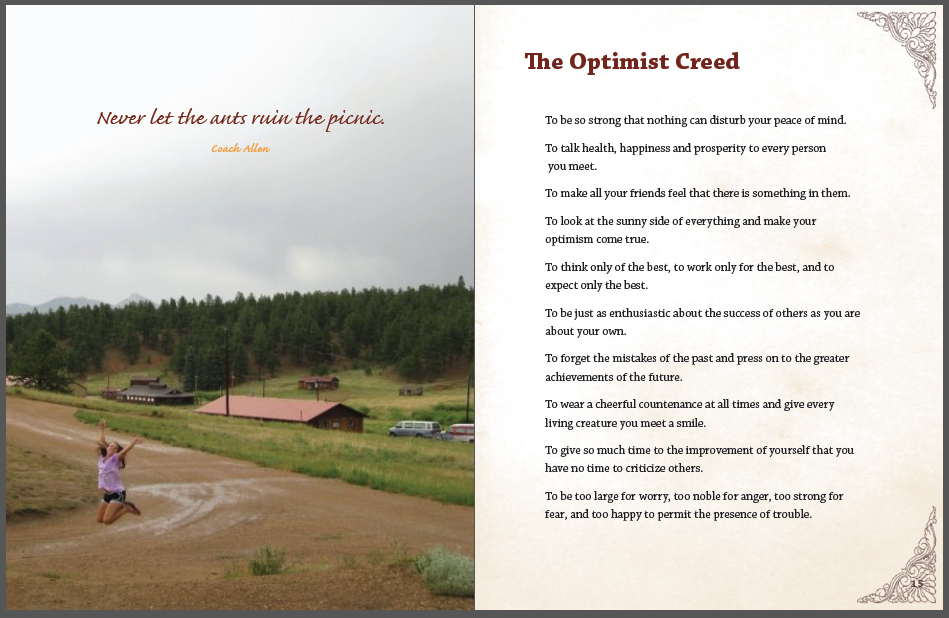 Never let the ants ruin the picnic.
Coach Allen
The Optimist Creed
To be so strong that nothing can disturb your peace of mind.
To talk health, happiness and prosperity to every person
you meet.
To make all your friends feel that there is something in them.
To look at the sunny side of everything and make your
optimism come true.
To think only of the best, to work only for the best, and to
expect only the best.
To be just as enthusiastic about the success of others as you are
about your own.
To forget the mistakes of the past and press on to the greater
achievements of the future.
To wear a cheerful countenance at all times and give every
living creature you meet a smile.
To give so much time to the improvement of yourself that you
have no time to criticize others.
To be too large for worry, too noble for anger, too strong for
fear, and too happy to permit the presence of trouble.
15